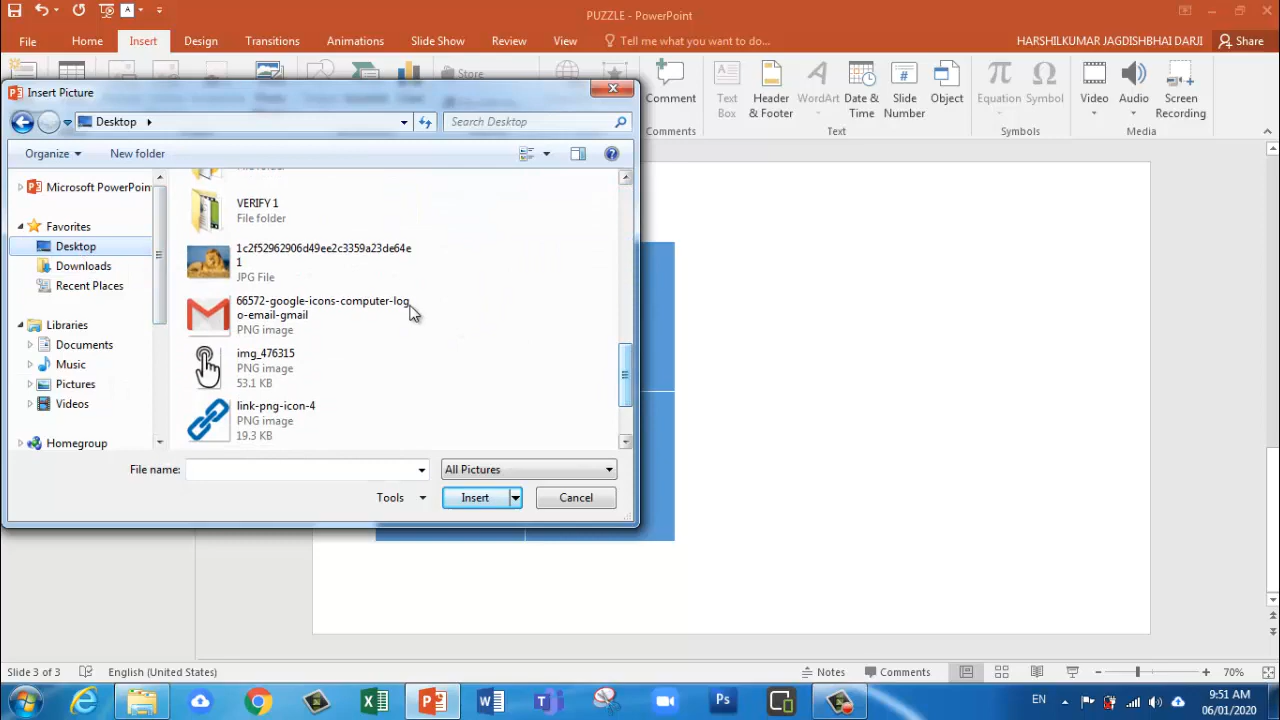 PUZZLE - PowerPoint
File Home Insert Design Transitions Animations Slide Show Review View Tell me what you want to do... HARSHILKUMAR JAGDISHBHAI DARJI Share
Store
Comment
Text Box
Header & Footer
WordArt
Date & Time
Slide Number
Object
Equation
Symbol
Video
Audio
Screen Recording
Comments Text Symbols Media
Insert Picture
Desktop
Search Desktop
Organize New folder
Microsoft PowerPoint
Favorites
Desktop
Downloads
Recent Places
Libraries
Documents
Music
Pictures
Videos
Homegroup
VERIFY 1
File folder
1c2f52962906d49ee2c3359a23de64e
1
JPG File
66572-google-icons-computer-log
o-email-gmail
PNG image
img_476315
PNG image
53.1 KB
link-png-icon-4
PNG image
19.3 KB
File name:
All Pictures
Tools Insert Cancel
Slide 3 of 3 English (United States) Notes Comments 70%
EN
9:51 AM
06/01/2020